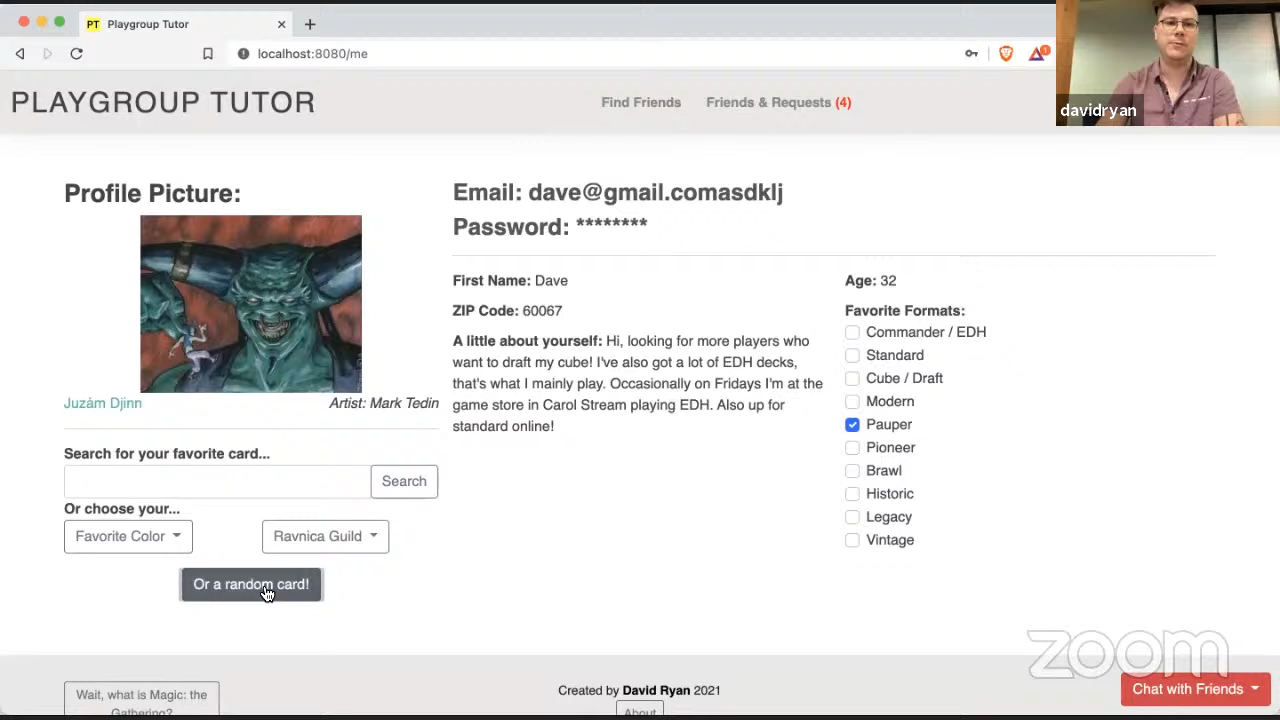 PT
Playgroup Tutor
localhost:8080/me
1
PLAYGROUP TUTOR
Find Friends
Friends & Requests (4)
davidryan
Profile Picture:
Juzám Djinn
Artist: Mark Tedin
Search for your favorite card...
Search
Or choose your...
Favorite Color
Ravnica Guild
Or a random card!
Email: dave@gmail.comasdklj
Password: ********
First Name: Dave
ZIP Code: 60067
A little about yourself: Hi, looking for more players who
want to draft my cube! I've also got a lot of EDH decks,
that's what I mainly play. Occasionally on Fridays I'm at the
game store in Carol Stream playing EDH. Also up for
standard online!
Age: 32
Favorite Formats:
Commander / EDH
Standard
Cube / Draft
Modern
Pauper
Pioneer
Brawl
Historic
Legacy
Vintage
zoom
Wait, what is Magic: the
Gathering?
Created by David Ryan 2021
About
Chat with Friends